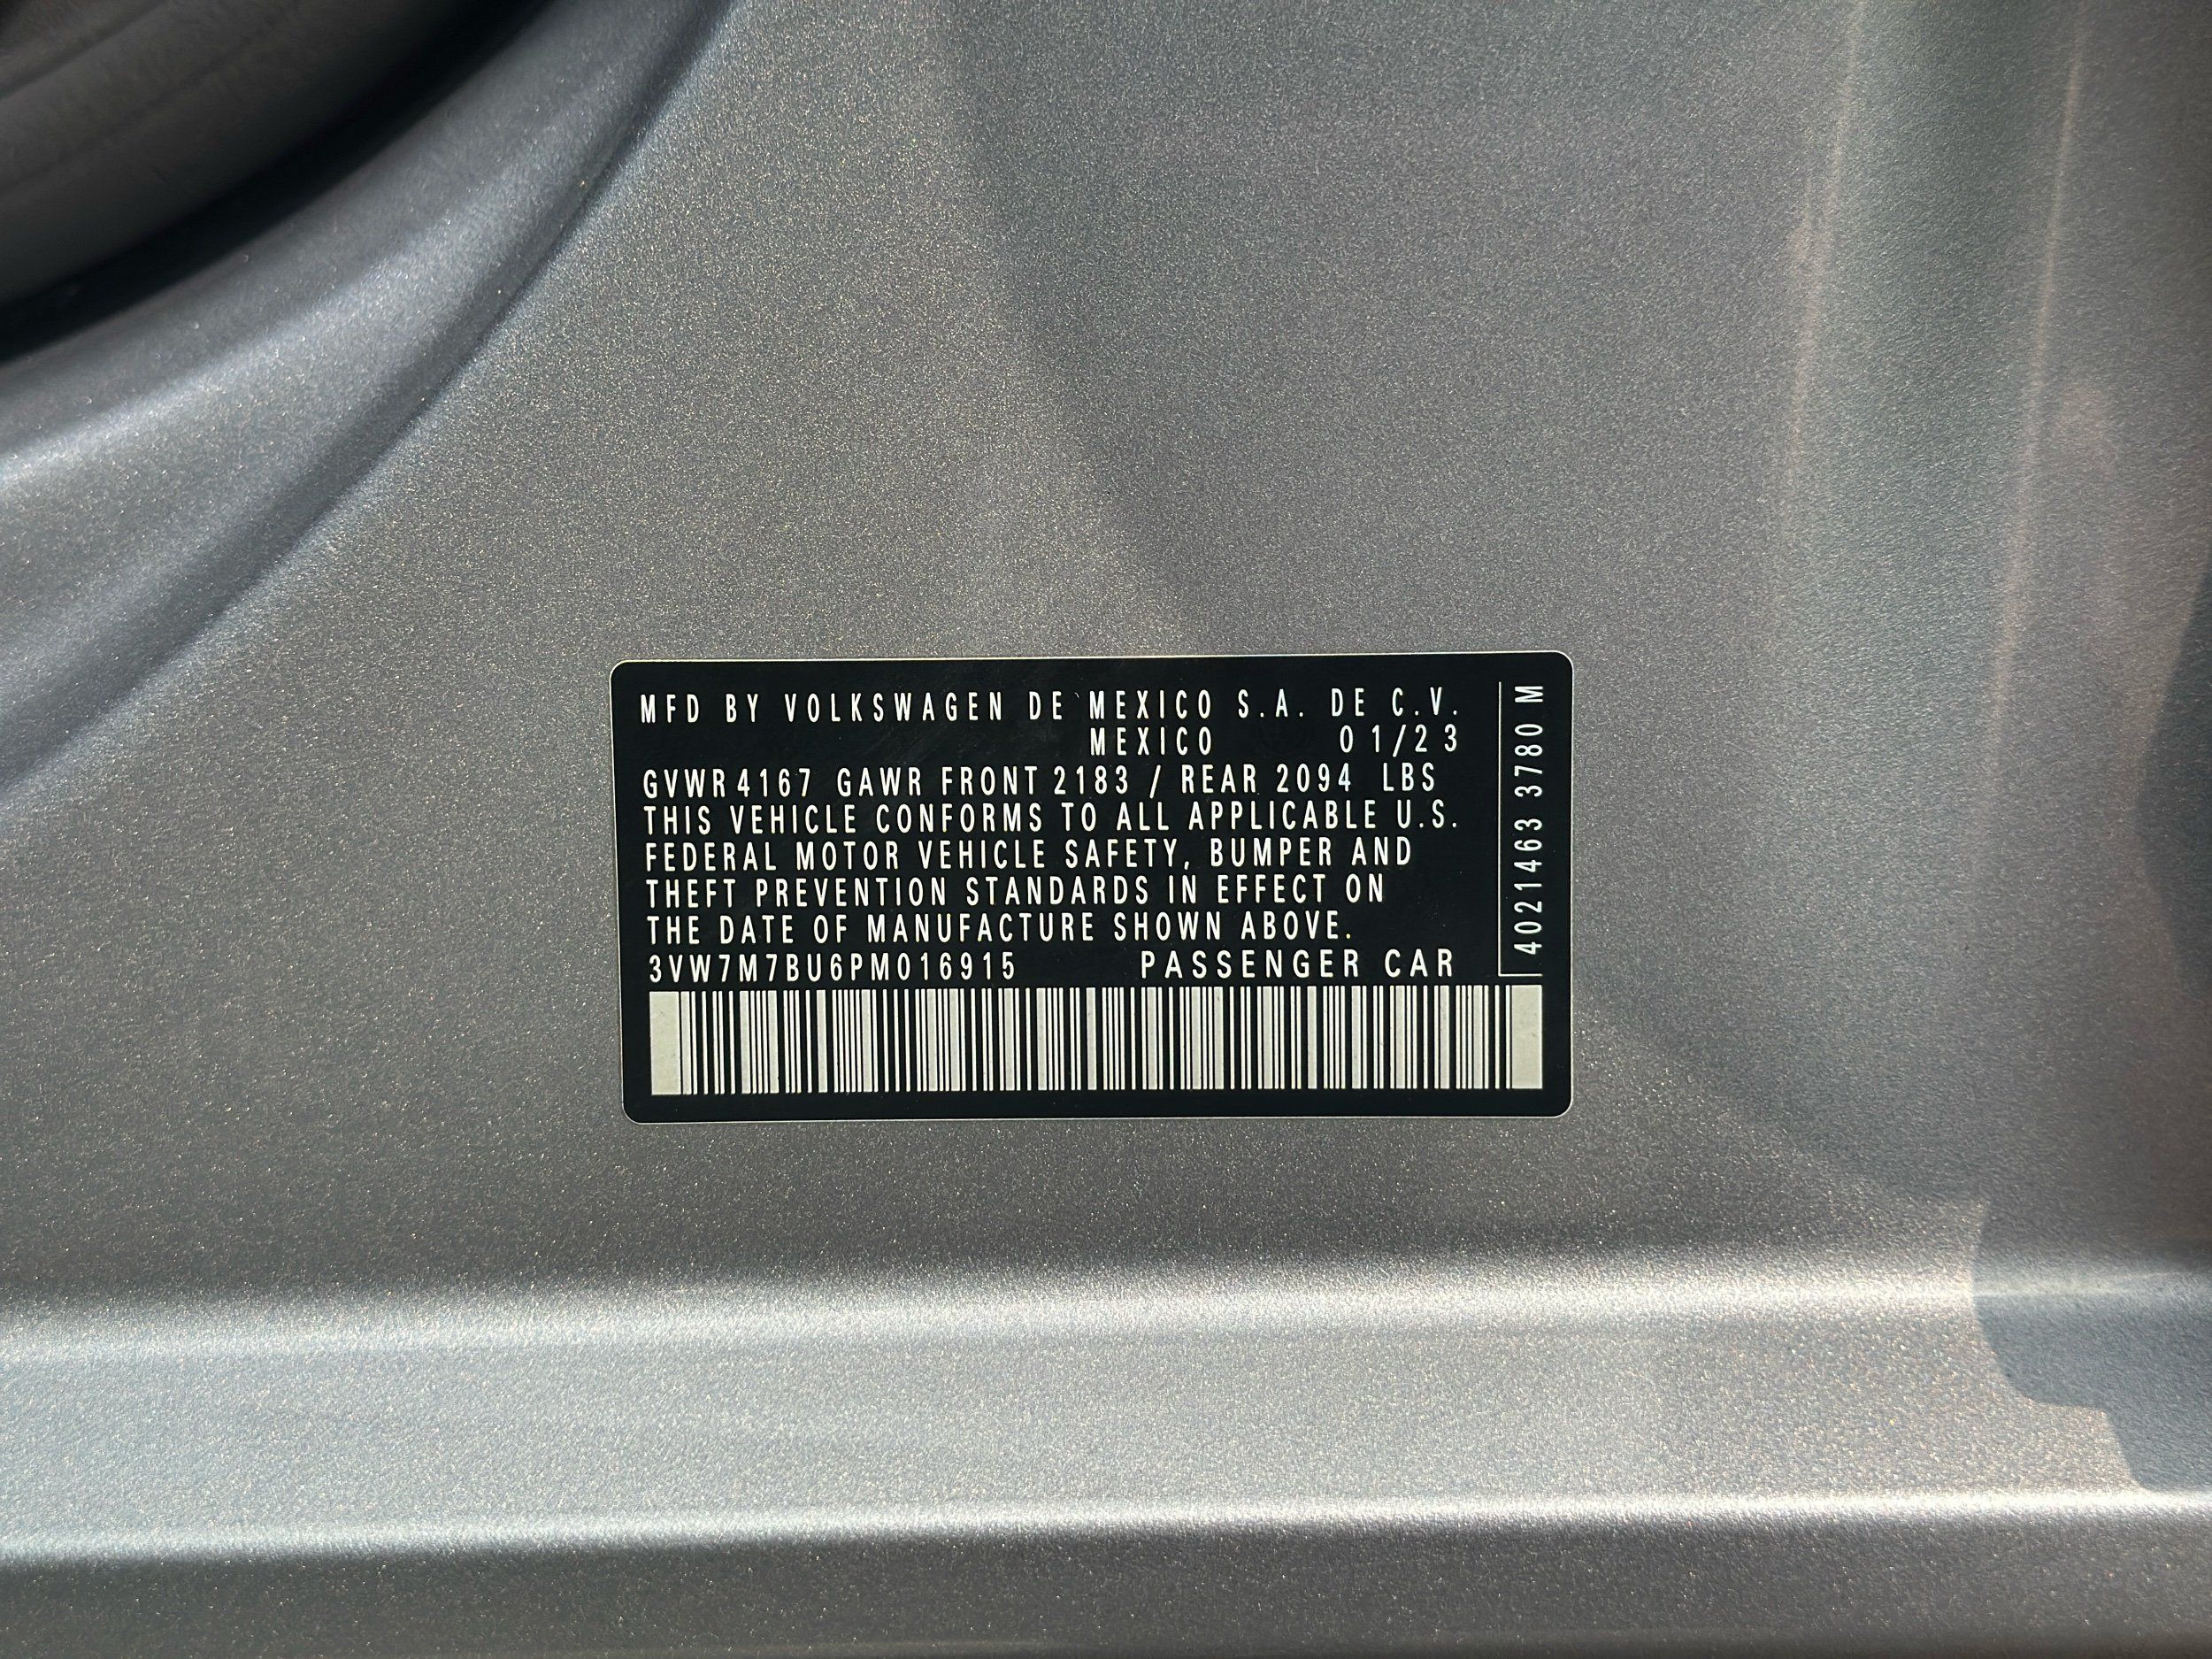 MFD BY VOLKSWAGEN DE MEXICO S.A. DE C.V.
MEXICO 01/23
GVWR 4167 GAWR FRONT 2183 / REAR 2094 LBS
THIS VEHICLE CONFORMS TO ALL APPLICABLE U.S.
FEDERAL MOTOR VEHICLE SAFETY, BUMPER AND
THEFT PREVENTION STANDARDS IN EFFECT ON
THE DATE OF MANUFACTURE SHOWN ABOVE.
3VW7M7BU6PM016915 PASSENGER CAR
4021463 3780 M